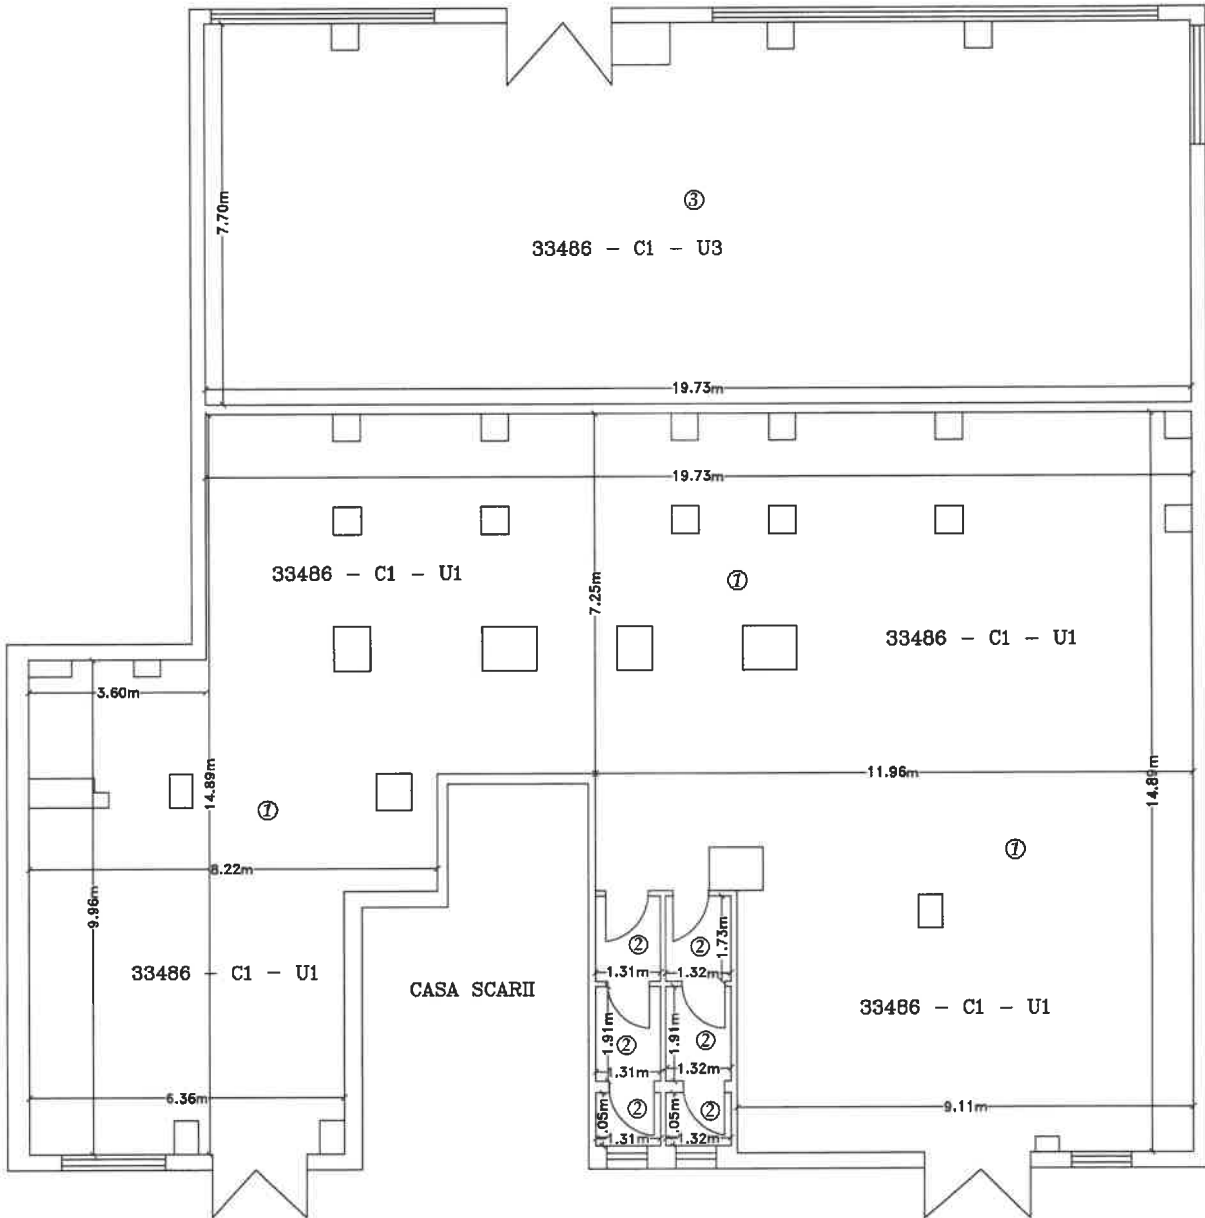 7.70m
③
33486 - C1 - U3
19.73m
19.73m
33486 - C1 - U1
①
7.25m
33486 - C1 - U1
3.60m
14.89m
11.96m
14.89m
①
①
8.22m
9.96m
②
②
1.73m
33486 - C1 - U1
1.31m
1.32m
CASA SCARII
33486 - C1 - U1
1.91m
②
1.91m
②
1.31m
1.32m
6.36m
.05m
②
.05m
②
9.11m
1.31m
1.32m